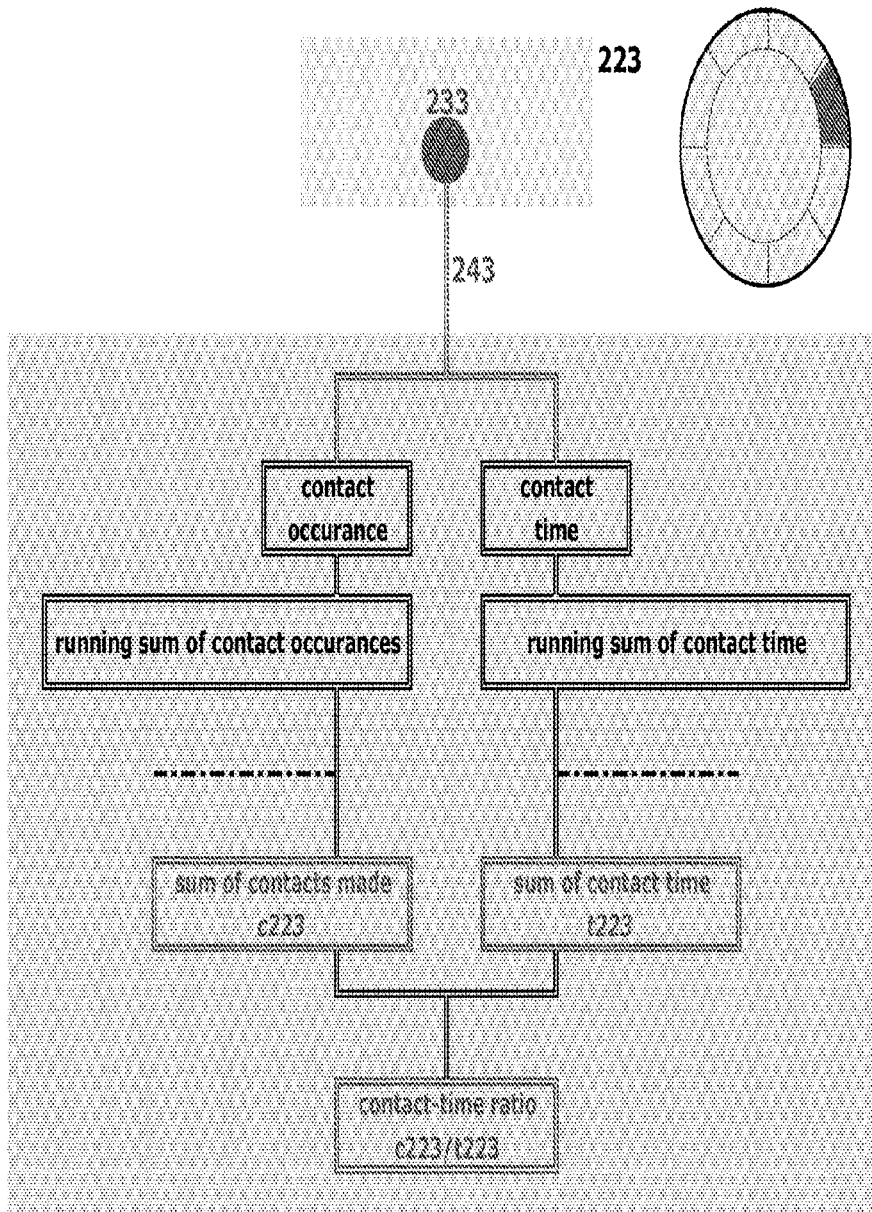 223
233
243
contact
occurance
contact
time
running sum of contact occurances
running sum of contact time
sum of contacts made
c223
sum of contact time
t223
contact-time ratio
c223/t223